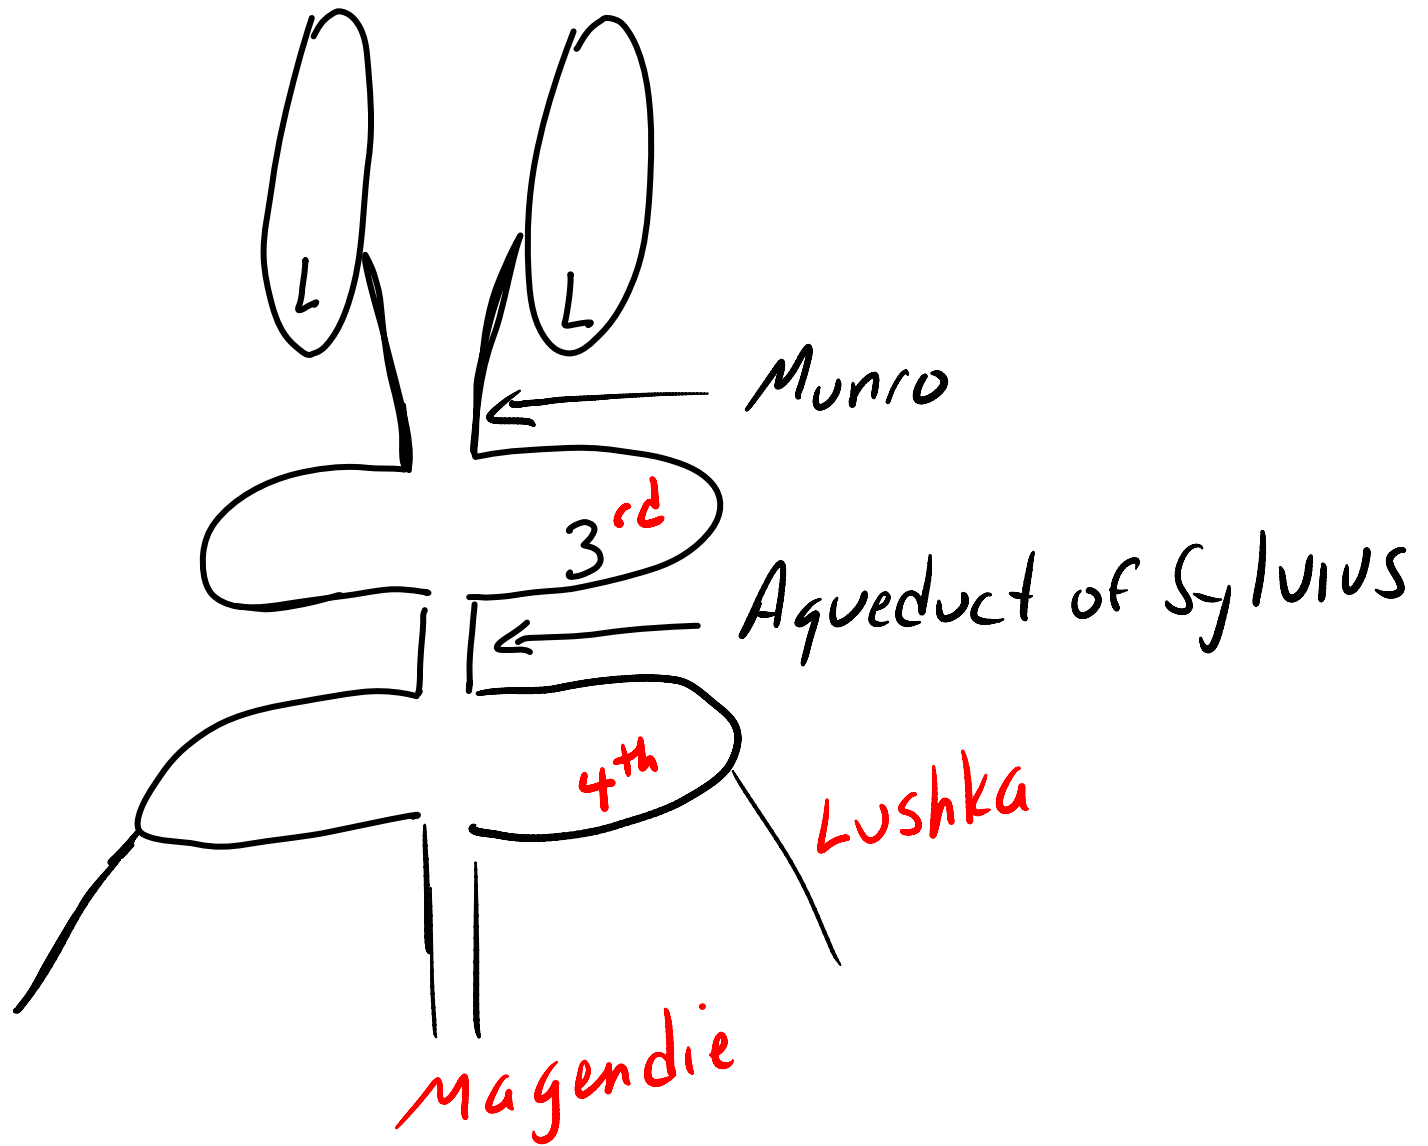 L
L
Munro
3rd
Aqueduct of Sylvius
4th
Lushka
Magendie